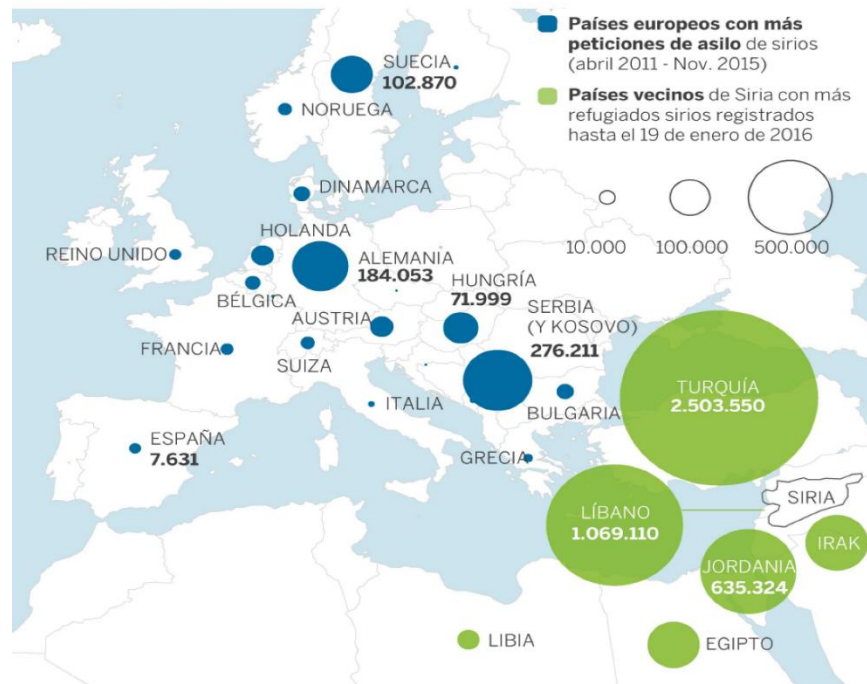 Países europeos con más
peticiones de asilo de sirios
(abril 2011 - Nov. 2015)
Países vecinos de Siria con más
refugiados sirios registrados
hasta el 19 de enero de 2016
10.000
100.000
500.000
SUECIA
102.870
NORUEGA
DINAMARCA
HOLANDA
REINO UNIDO
ALEMANIA
184.053
BÉLGICA
HUNGRÍA
71.999
AUSTRIA
SERBIA
(Y KOSOVO)
276.211
FRANCIA
SUIZA
ITALIA
BULGARIA
TURQUÍA
2.503.550
ESPAÑA
7.631
GRECIA
SIRIA
LÍBANO
1.069.110
IRAK
JORDANIA
635.324
LIBIA
EGIPTO